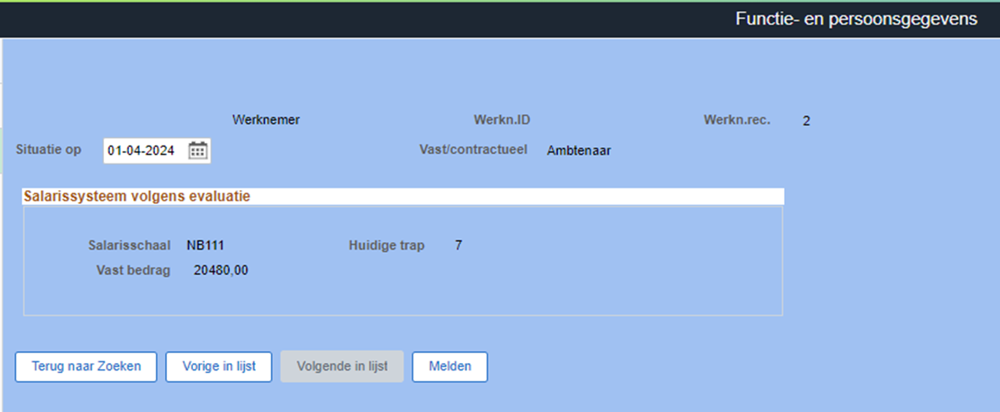 Functie- en persoonsgegevens
Werknemer Werkn.ID Werkn.rec. 2
Situatie op 01-04-2024 Vast/contractueel Ambtenaar
Salarissysteem volgens evaluatie
Salarisschaal NB111 Huidige trap 7
Vast bedrag 20480,00
Terug naar Zoeken Vorige in lijst Volgende in lijst Melden